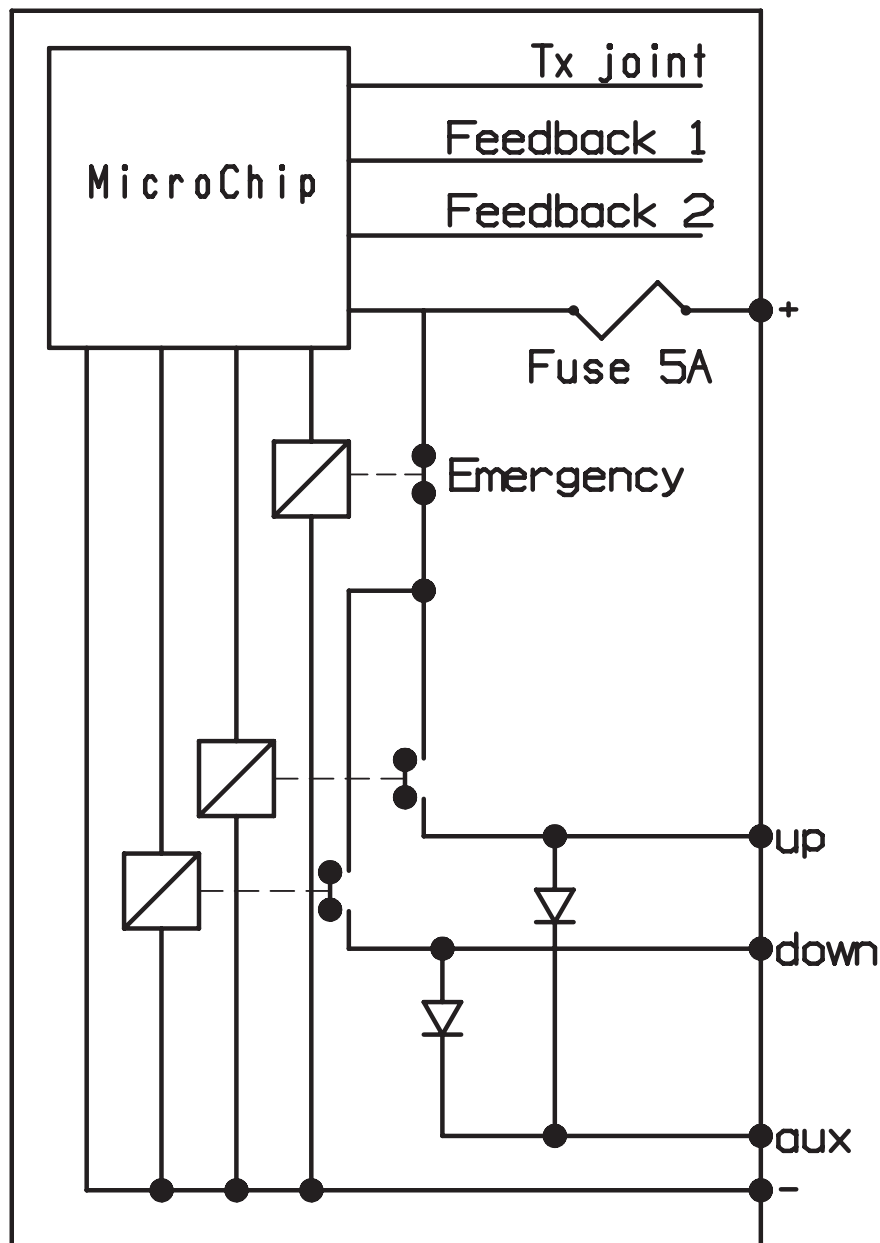 Tx joint
Feedback 1
MicroChip
Feedback 2
+
Fuse 5A
Emergency
up
down
aux
-